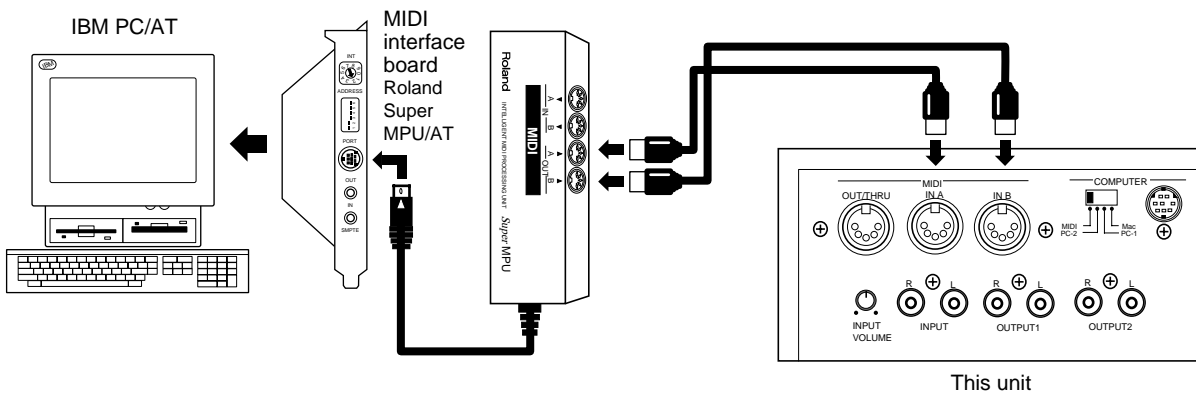 IBM PC/AT
IBM
MIDI
interface
board
Roland
Super
MPU/AT
INT
ADDRESS
PORT
OUT
IN
SMPTE
Roland
INTELLIGENT MIDI PROCESSING UNIT
Super MPU
MIDI
A
IN
B
A
OUT
B
MIDI
OUT/THRU
IN A
IN B
COMPUTER
MIDI
PC-2
Mac
PC-1
R
L
R
L
R
L
INPUT
VOLUME
INPUT
OUTPUT1
OUTPUT2
This unit